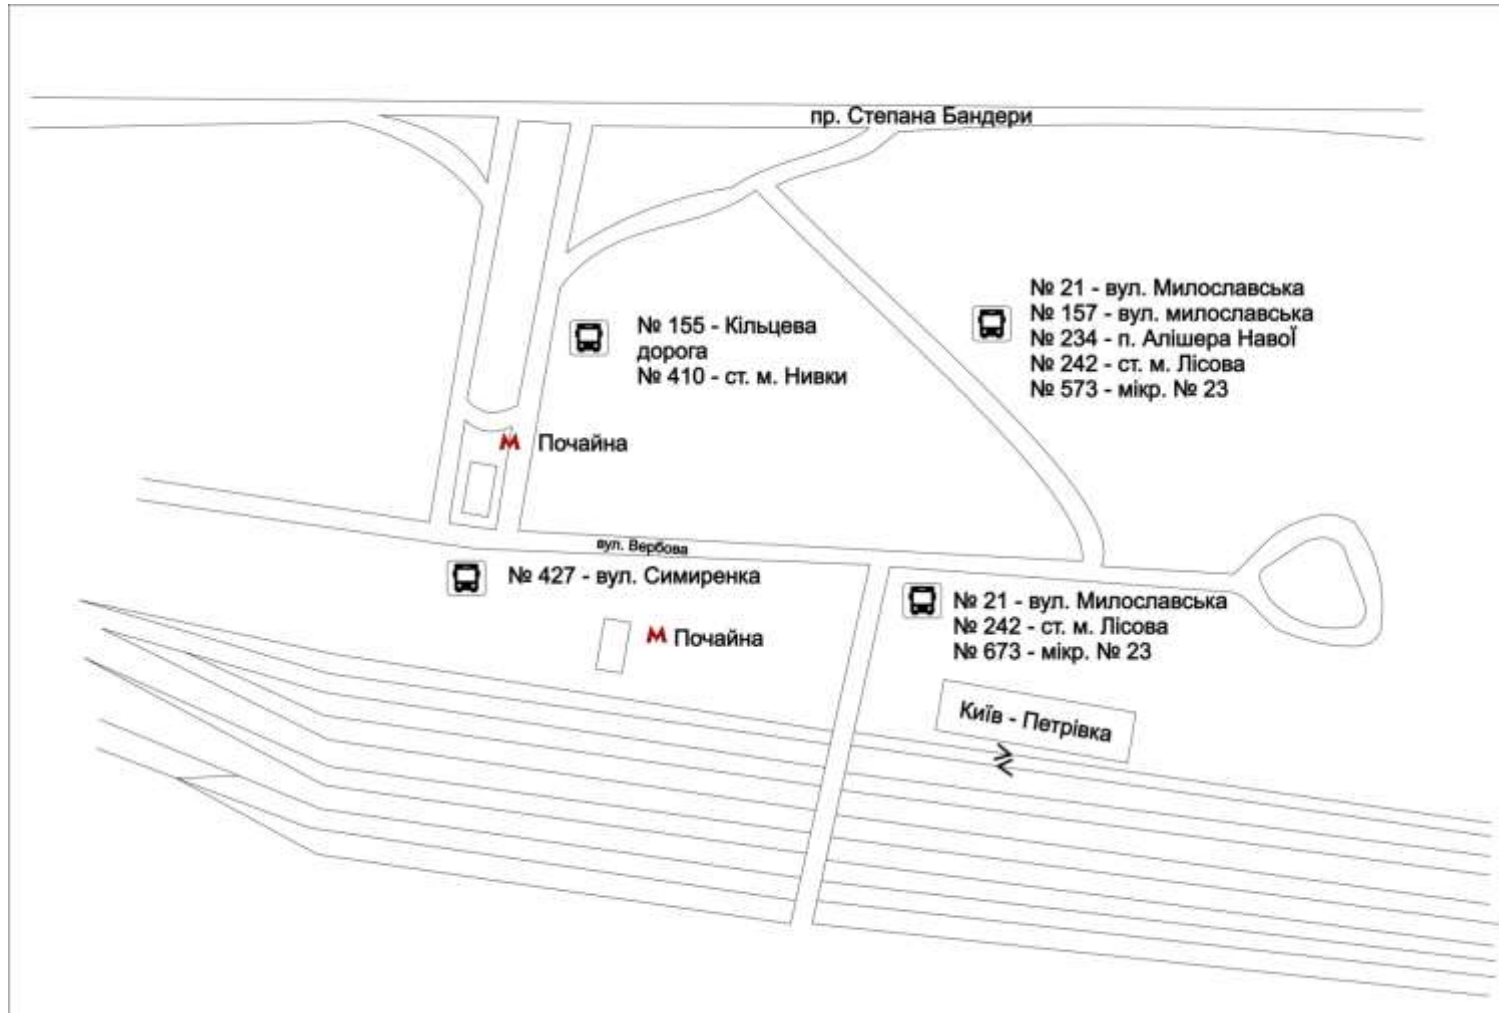 пр. Степана Бандери
№ 21 - вул. Милославська
№ 157 - вул. милославська
№ 234 - п. Алішера Навої
№ 242 - ст. м. Лісова
№ 573 - мікр. № 23
№ 155 - Кільцева
дорога
№ 410 - ст. м. Нивки
М Почайна
вул. Вербова
№ 427 - вул. Симиренка
№ 21 - вул. Милославська
№ 242 - ст. м. Лісова
№ 673 - мікр. № 23
М Почайна
Київ - Петрівка